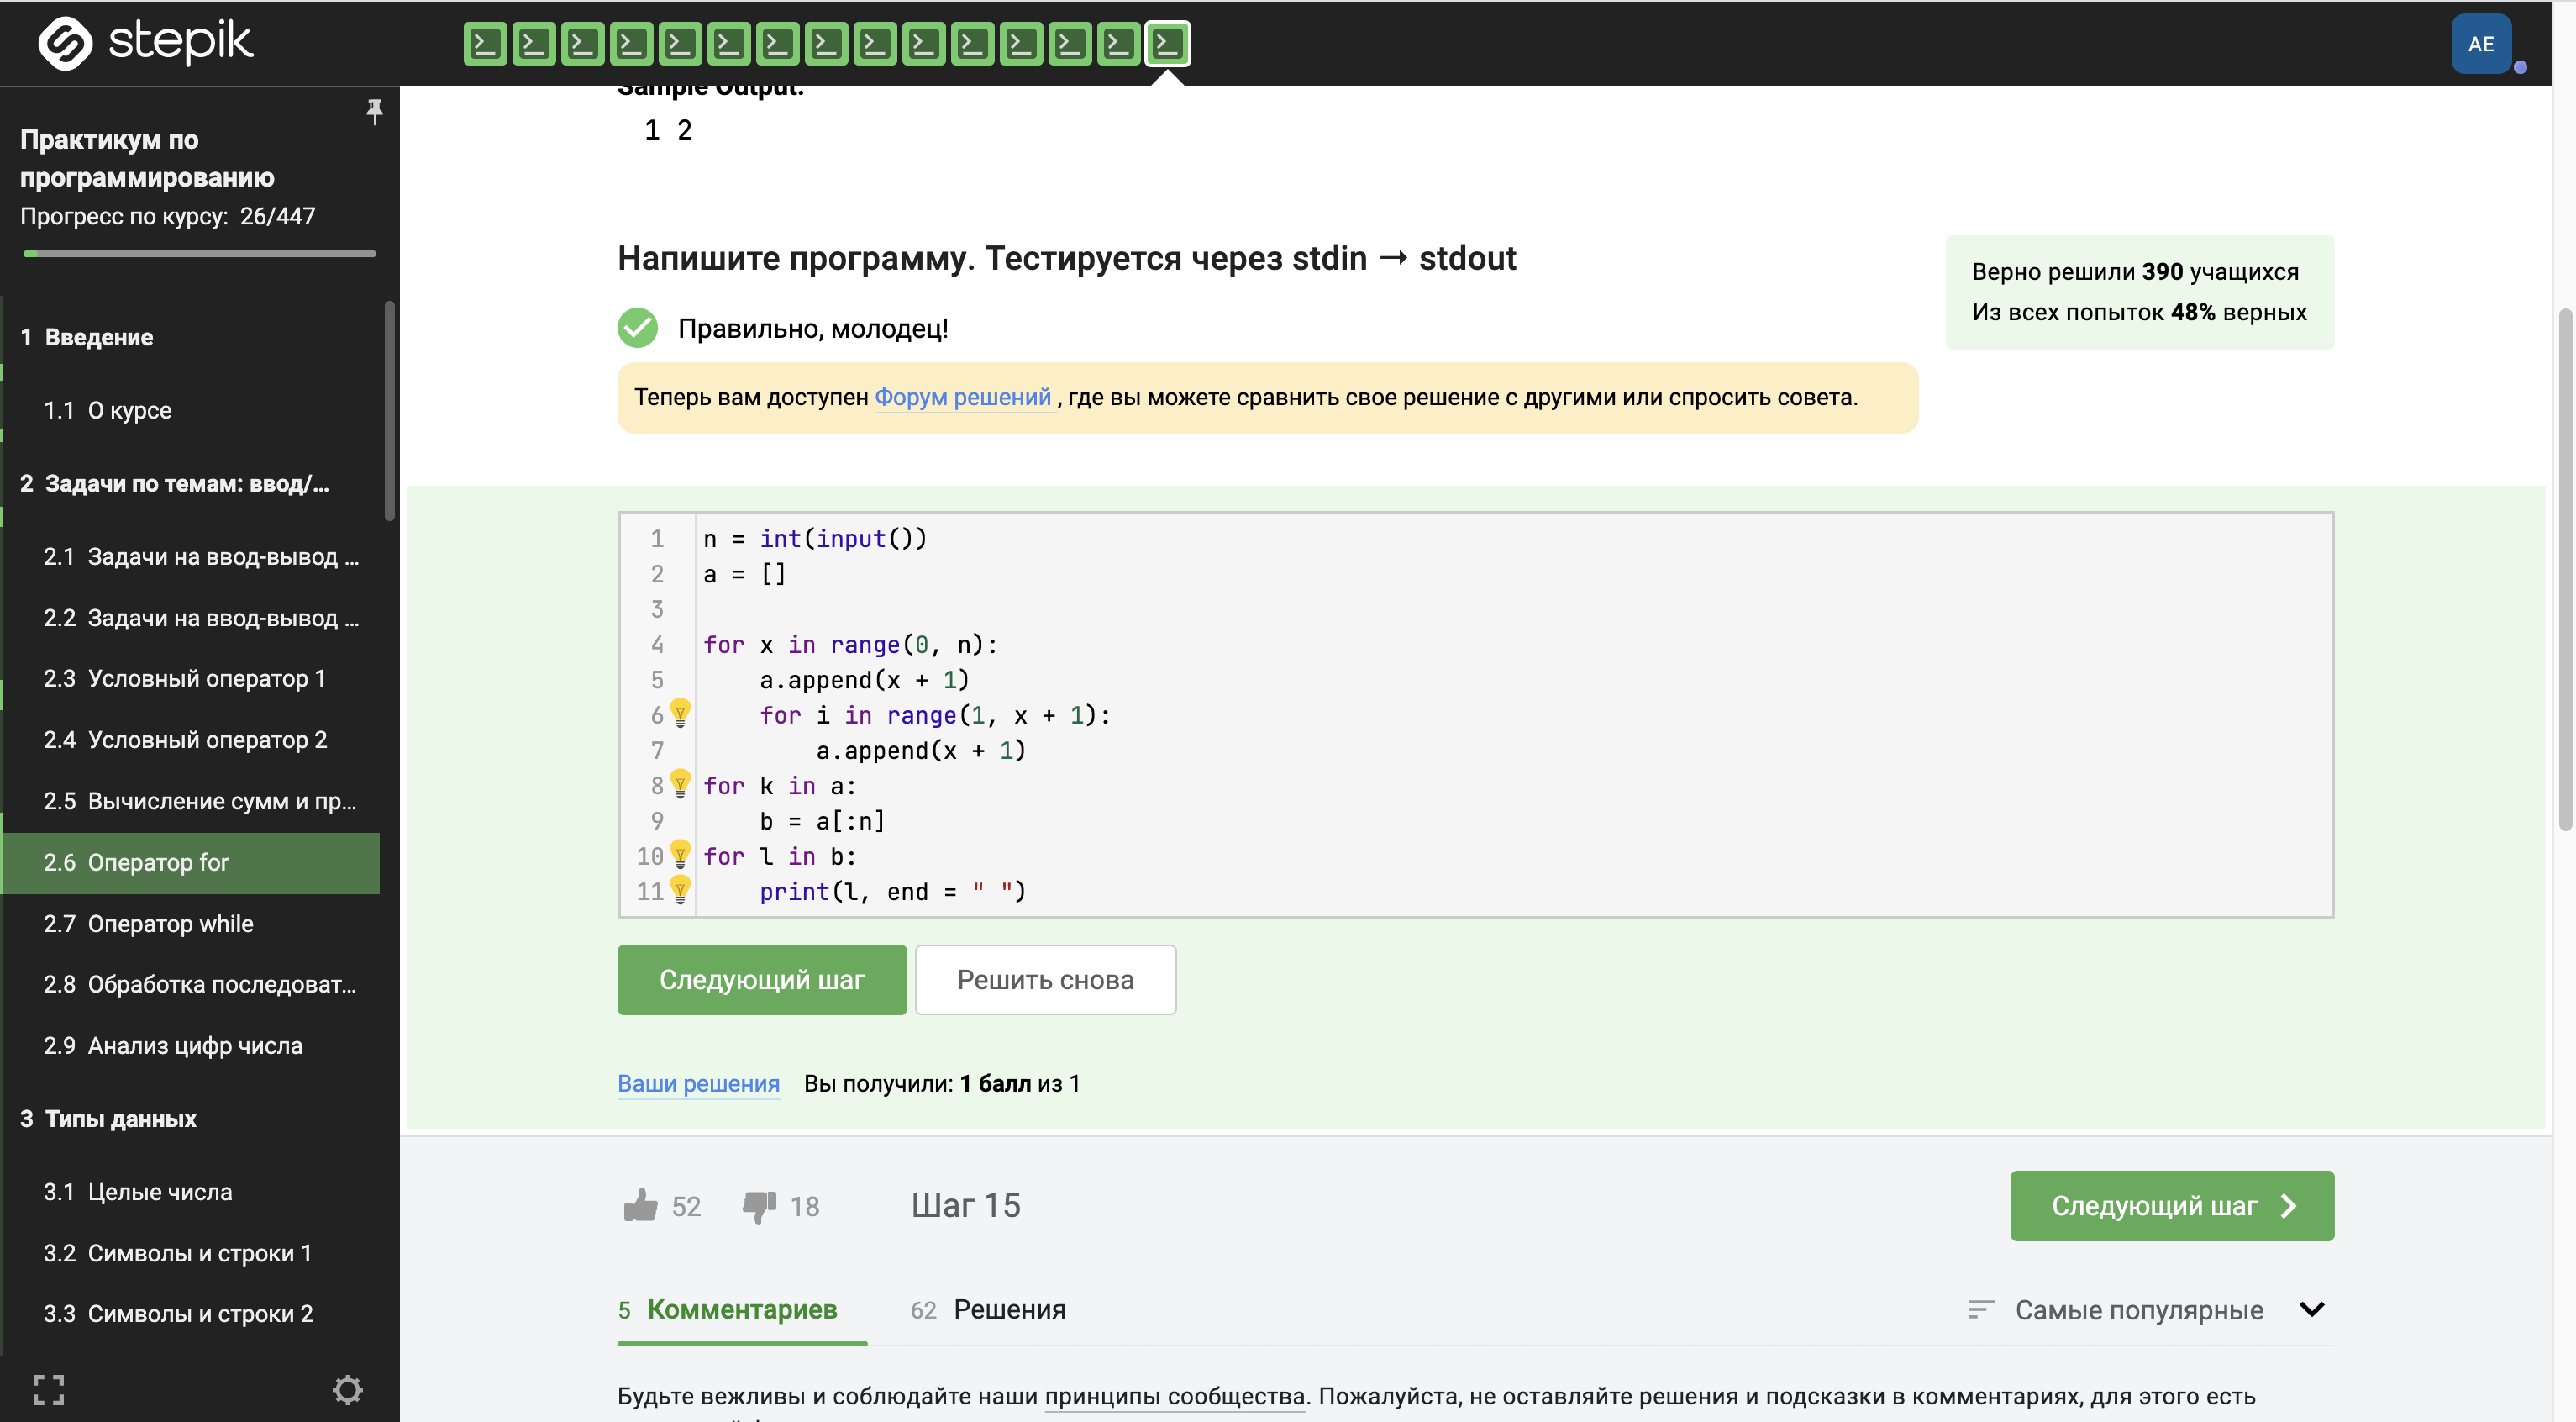 stepik
AE
Практикум по
программированию
Прогресс по курсу: 26/447
1 Введение
1.1 О курсе
2 Задачи по темам: ввод/...
2.1 Задачи на ввод-вывод ...
2.2 Задачи на ввод-вывод ...
2.3 Условный оператор 1
2.4 Условный оператор 2
2.5 Вычисление сумм и пр...
2.6 Оператор for
2.7 Оператор while
2.8 Обработка последоват...
2.9 Анализ цифр числа
3 Типы данных
3.1 Целые числа
3.2 Символы и строки 1
3.3 Символы и строки 2
Sample Output:
1 2
Напишите программу. Тестируется через stdin → stdout
Верно решили 390 учащихся
Из всех попыток 48% верных
Правильно, молодец!
Теперь вам доступен Форум решений , где вы можете сравнить свое решение с другими или спросить совета.
1 n = int(input())
2 a = []
3
4 for x in range(0, n):
5     a.append(x + 1)
6     for i in range(1, x + 1):
7         a.append(x + 1)
8 for k in a:
9     b = a[:n]
10 for l in b:
11     print(l, end = " ")
Следующий шаг
Решить снова
Ваши решения Вы получили: 1 балл из 1
52 18 Шаг 15
Следующий шаг
5 Комментариев 62 Решения
Самые популярные
Будьте вежливы и соблюдайте наши принципы сообщества. Пожалуйста, не оставляйте решения и подсказки в комментариях, для этого есть